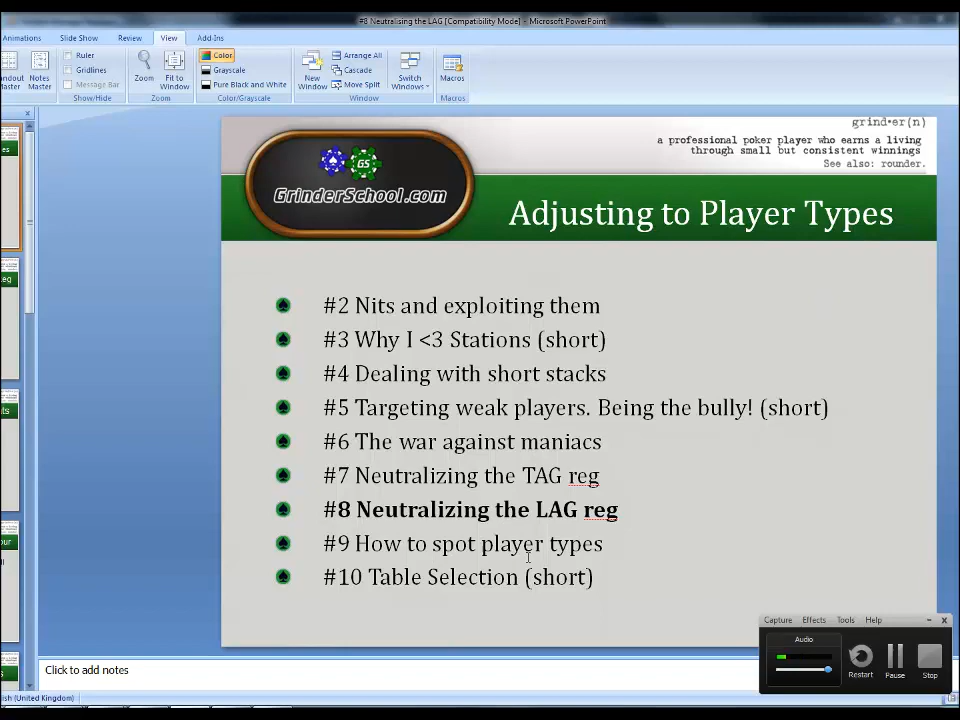 #8 Neutralising the LAG [Compatibility Mode] - Microsoft PowerPoint
Animations Slide Show Review View Add-Ins
Ruler
Gridlines
Message Bar
Show/Hide
Notes
Master
Master
Zoom
Fit to
Window
Zoom
Color
Grayscale
Pure Black and White
Color/Grayscale
New
Window
Arrange All
Cascade
Move Split
Switch
Windows
Window
Macros
Macros
grind•er(n)
a professional poker player who earns a living
through small but consistent winnings
See also: rounder.
GS
GrinderSchool.com
Adjusting to Player Types
#2 Nits and exploiting them
#3 Why I <3 Stations (short)
#4 Dealing with short stacks
#5 Targeting weak players. Being the bully! (short)
#6 The war against maniacs
#7 Neutralizing the TAG reg
#8 Neutralizing the LAG reg
#9 How to spot player types
#10 Table Selection (short)
Click to add notes
Capture Effects Tools Help
Audio
Restart Pause Stop
(United Kingdom)